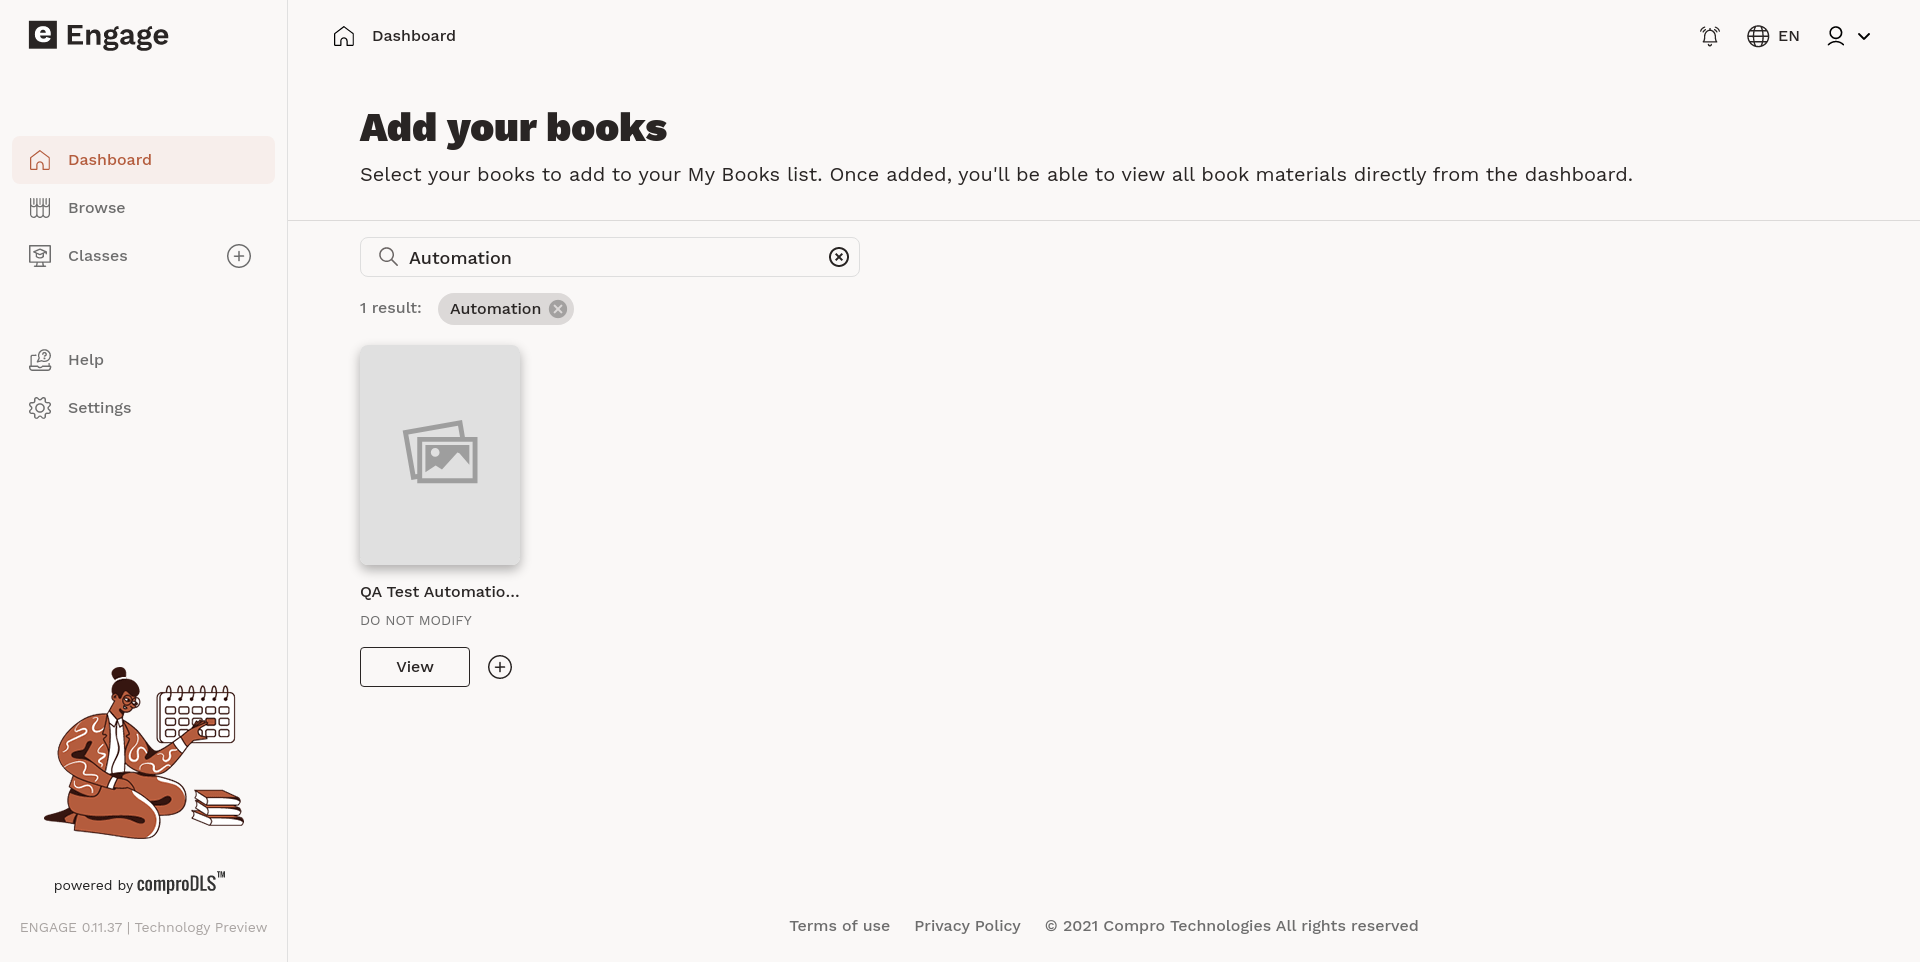 e Engage
Dashboard
EN
Dashboard
Browse
Classes
Help
Settings
Add your books
Select your books to add to your My Books list. Once added, you'll be able to view all book materials directly from the dashboard.
Automation
1 result: Automation
QA Test Automatio...
DO NOT MODIFY
View
powered by comproDLS™
ENGAGE 0.11.37 | Technology Preview
Terms of use Privacy Policy © 2021 Compro Technologies All rights reserved